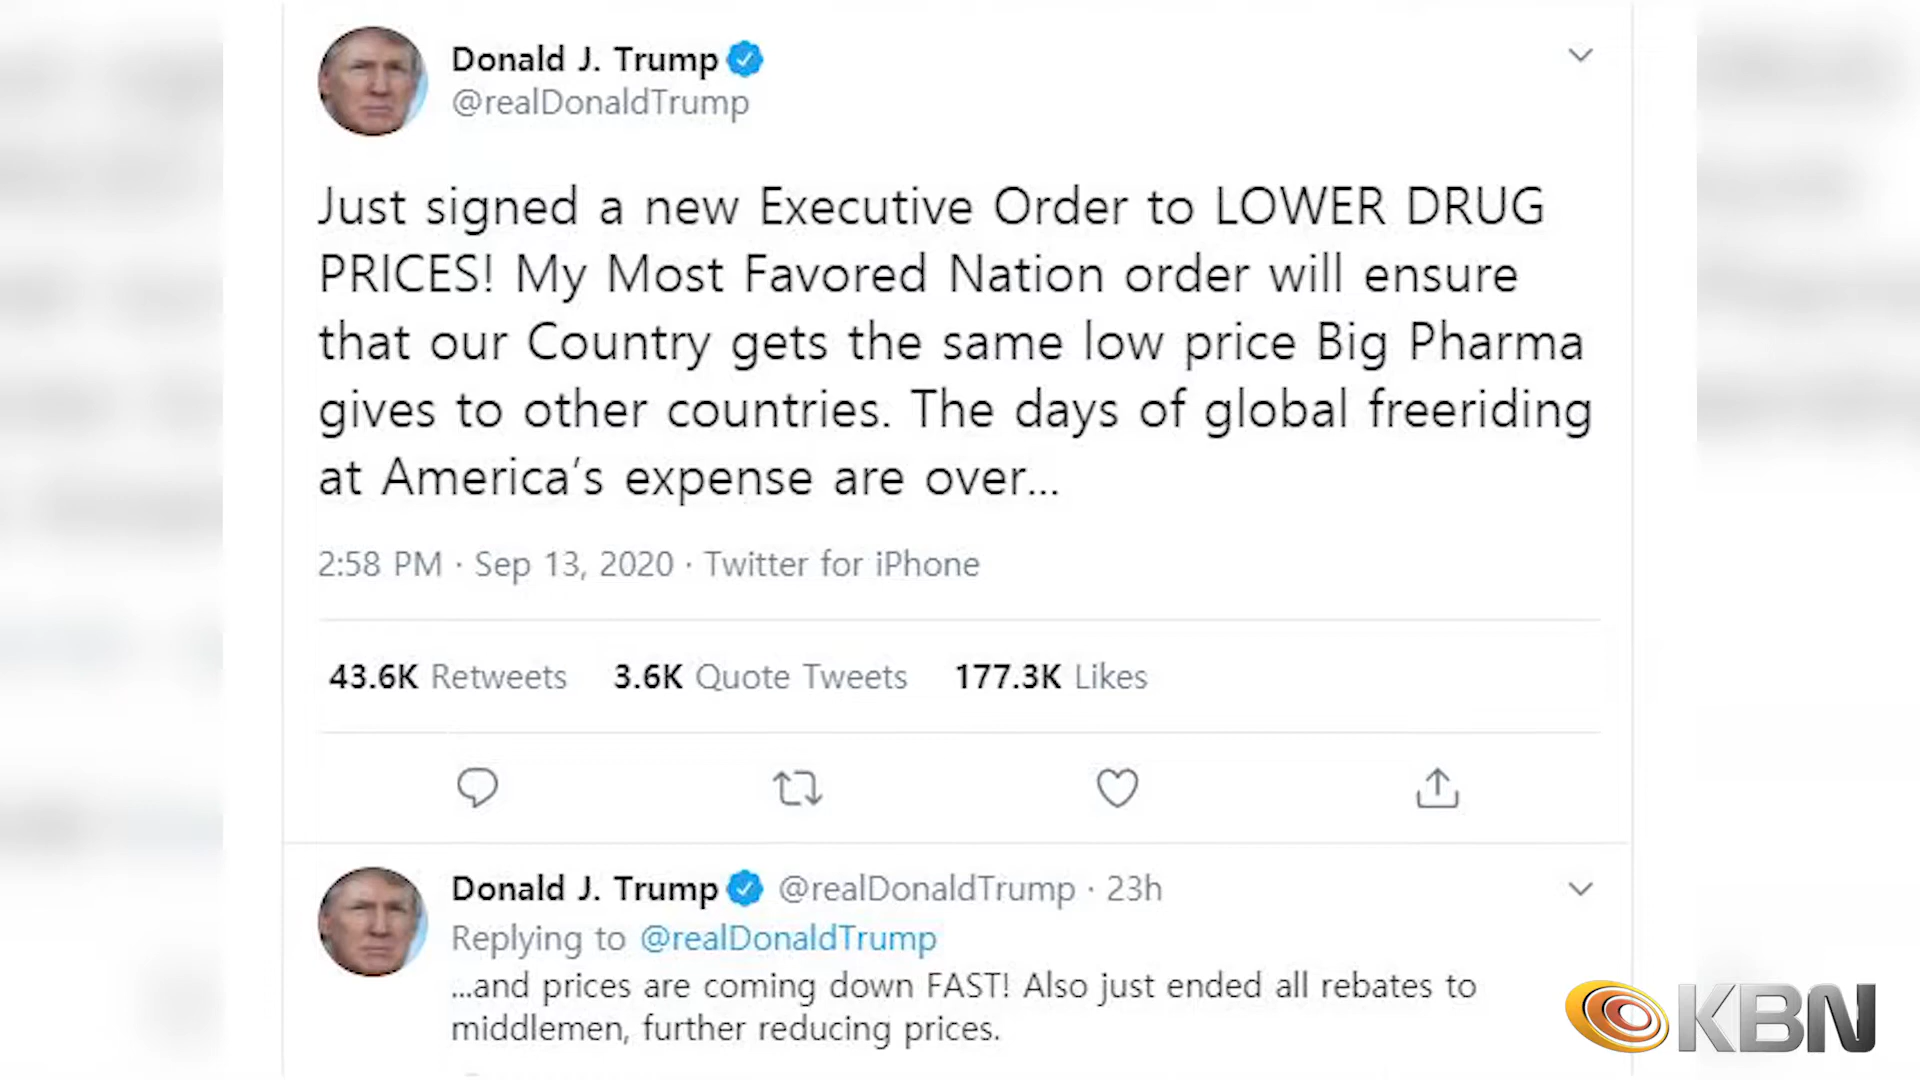 Donald J. Trump
@realDonaldTrump
Just signed a new Executive Order to LOWER DRUG
PRICES! My Most Favored Nation order will ensure
that our Country gets the same low price Big Pharma
gives to other countries. The days of global freeriding
at America’s expense are over...
2:58 PM · Sep 13, 2020 · Twitter for iPhone
43.6K Retweets 3.6K Quote Tweets 177.3K Likes
Donald J. Trump @realDonaldTrump · 23h
Replying to @realDonaldTrump
...and prices are coming down FAST! Also just ended all rebates to
middlemen, further reducing prices.
KBN